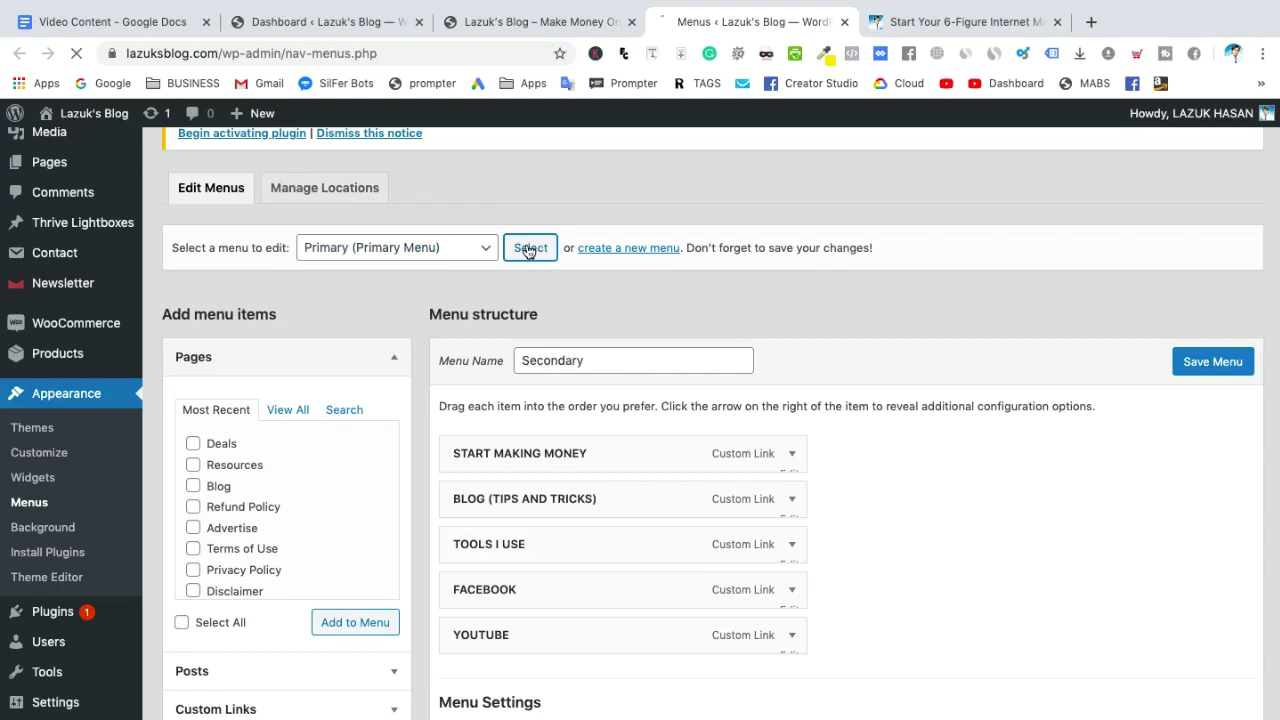 Video Content - Google Docs
Dashboard ‹ Lazuk's Blog — W
Lazuk's Blog – Make Money On
Menus ‹ Lazuk's Blog — WordP
Start Your 6-Figure Internet M
lazuksblog.com/wp-admin/nav-menus.php
Apps
Google
BUSINESS
Gmail
SilFer Bots
prompter
Apps
Prompter
TAGS
Creator Studio
Cloud
Dashboard
MABS
Lazuk's Blog
1
0
New
Howdy, LAZUK HASAN
Media
Pages
Comments
Thrive Lightboxes
Contact
Newsletter
WooCommerce
Products
Appearance
Themes
Customize
Widgets
Menus
Background
Install Plugins
Theme Editor
Plugins 1
Users
Tools
Settings
Begin activating plugin | Dismiss this notice
Edit Menus
Manage Locations
Select a menu to edit: Primary (Primary Menu) Select or create a new menu. Don't forget to save your changes!
Add menu items
Pages
Most Recent
View All
Search
Deals
Resources
Blog
Refund Policy
Advertise
Terms of Use
Privacy Policy
Disclaimer
Select All
Add to Menu
Posts
Custom Links
Menu structure
Menu Name Secondary
Save Menu
Drag each item into the order you prefer. Click the arrow on the right of the item to reveal additional configuration options.
START MAKING MONEY Custom Link
BLOG (TIPS AND TRICKS) Custom Link
TOOLS I USE Custom Link
FACEBOOK Custom Link
YOUTUBE Custom Link
Menu Settings